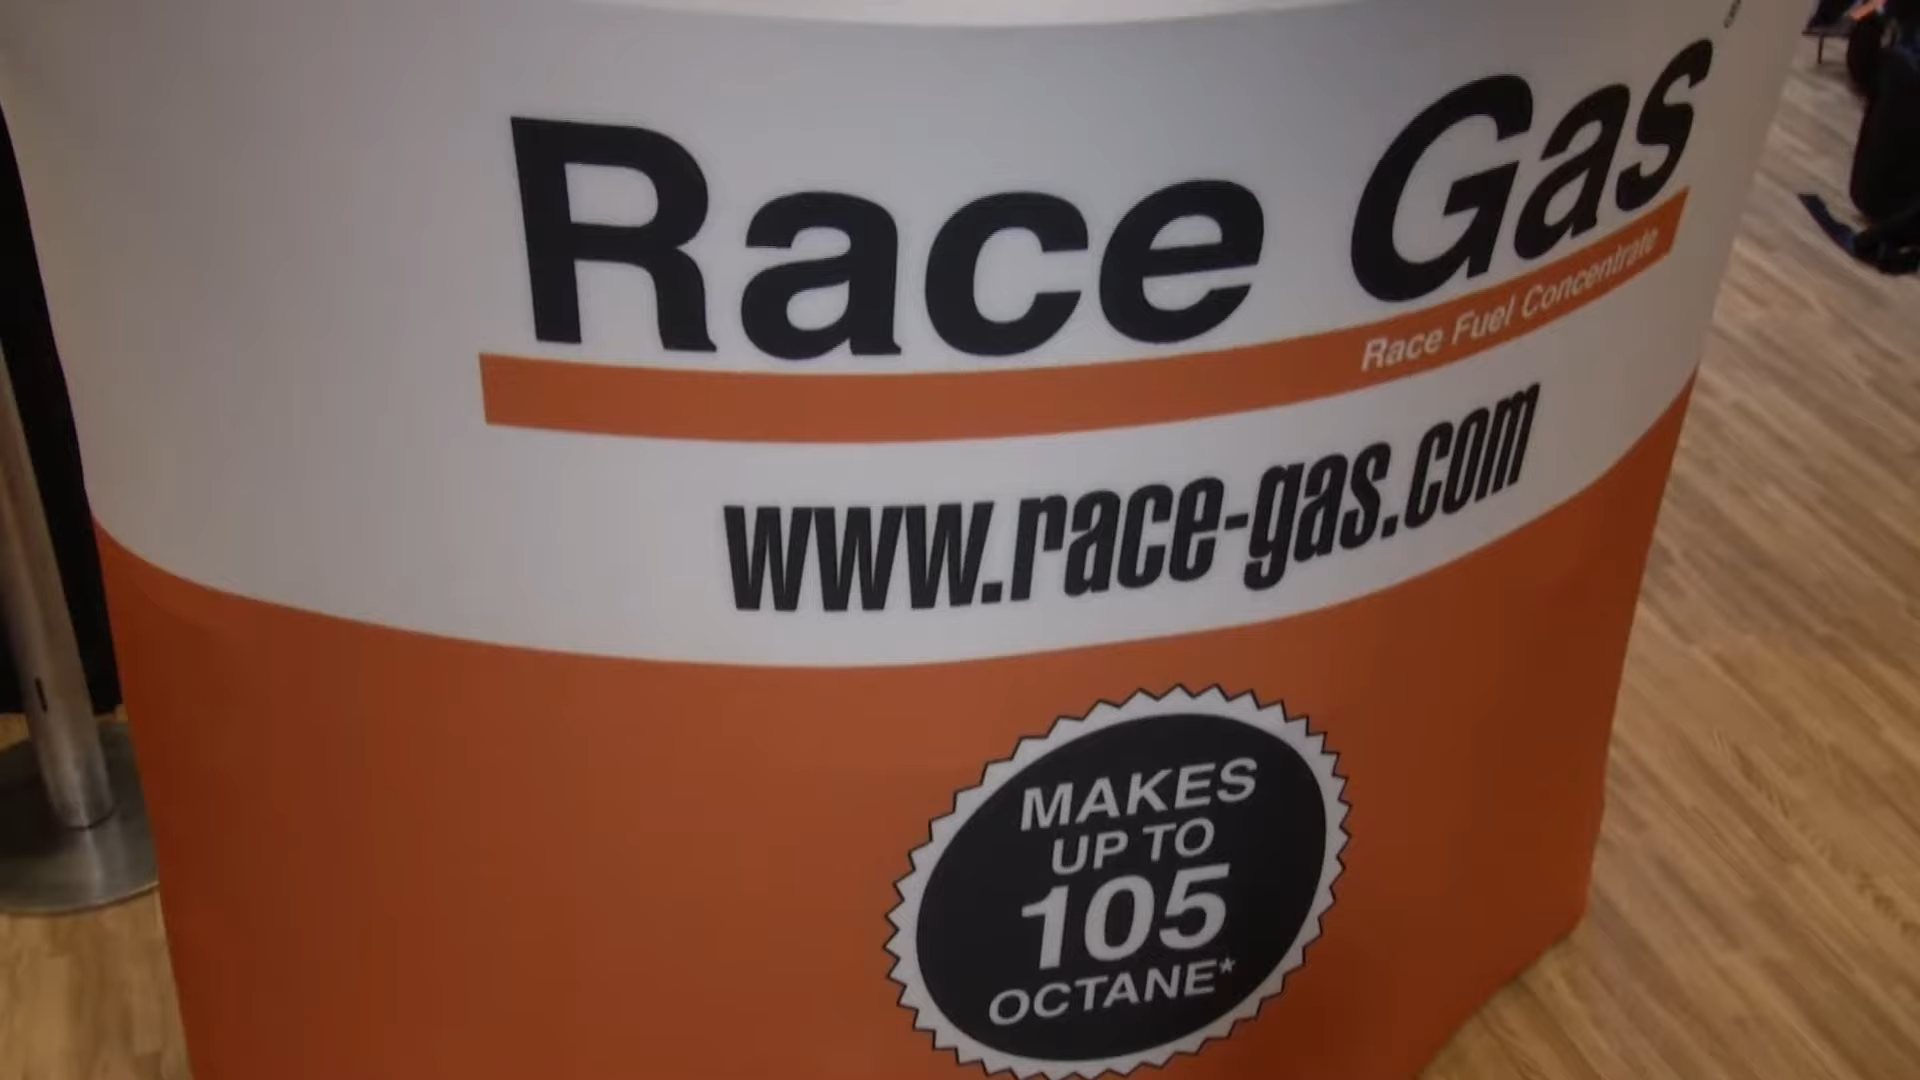 Race Gas
Race Fuel Concentrate
www.race-gas.com
MAKES
UP TO
105
OCTANE*